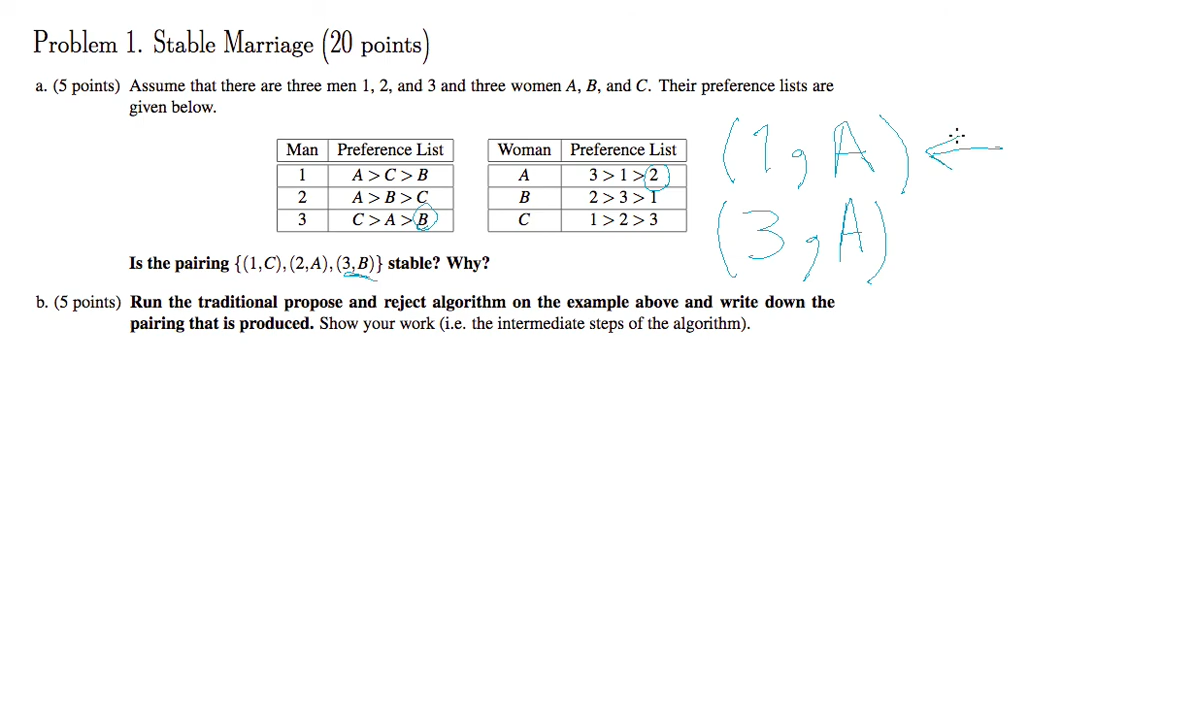 Problem 1. Stable Marriage (20 points)
a. (5 points) Assume that there are three men 1, 2, and 3 and three women A, B, and C. Their preference lists are
given below.
Man Preference List
1 A > C > B
2 A > B > C
3 C > A > B
Woman Preference List
A 3 > 1 > 2
B 2 > 3 > 1
C 1 > 2 > 3
(1, A)
(3, A)
Is the pairing {(1,C), (2,A), (3,B)} stable? Why?
b. (5 points) Run the traditional propose and reject algorithm on the example above and write down the
pairing that is produced. Show your work (i.e. the intermediate steps of the algorithm).